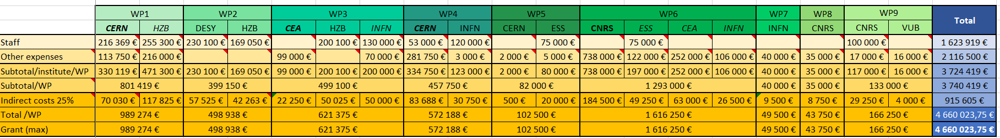 WP1 WP2 WP3 WP4 WP5 WP6 WP7 WP8 WP9 Total
CERN HZB DESY HZB CEA HZB INFN CERN INFN CERN ESS CNRS ESS CEA INFN INFN CNRS CNRS VUB
Staff 216 369 € 255 300 € 230 100 € 169 050 € 200 100 € 130 000 € 53 000 € 120 000 € 75 000 € 75 000 € 100 000 € 1 623 919 €
Other expenses 113 750 € 216 000 € 99 000 € 70 000 € 281 750 € 3 000 € 2 000 € 5 000 € 738 000 € 122 000 € 252 000 € 106 000 € 40 000 € 35 000 € 17 000 € 16 000 € 2 116 500 €
Subtotal/institute/WP 330 119 € 471 300 € 230 100 € 169 050 € 99 000 € 200 100 € 200 000 € 334 750 € 123 000 € 2 000 € 80 000 € 738 000 € 197 000 € 252 000 € 106 000 € 40 000 € 35 000 € 117 000 € 16 000 € 3 724 419 €
Subtotal/WP 801 419 € 399 150 € 499 100 € 457 750 € 82 000 € 1 293 000 € 40 000 € 35 000 € 133 000 € 3 740 419 €
Indirect costs 25% 70 030 € 117 825 € 57 525 € 42 263 € 22 250 € 50 025 € 50 000 € 83 688 € 30 750 € 500 € 20 000 € 184 500 € 49 250 € 63 000 € 26 500 € 9 500 € 8 750 € 29 250 € 4 000 € 915 605 €
Total /WP 989 274 € 498 938 € 621 375 € 572 188 € 102 500 € 1 616 250 € 49 500 € 43 750 € 166 250 € 4 660 023,75 €
Grant (max) 989 274 € 498 938 € 621 375 € 572 188 € 102 500 € 1 616 250 € 49 500 € 43 750 € 166 250 € 4 660 023,75 €